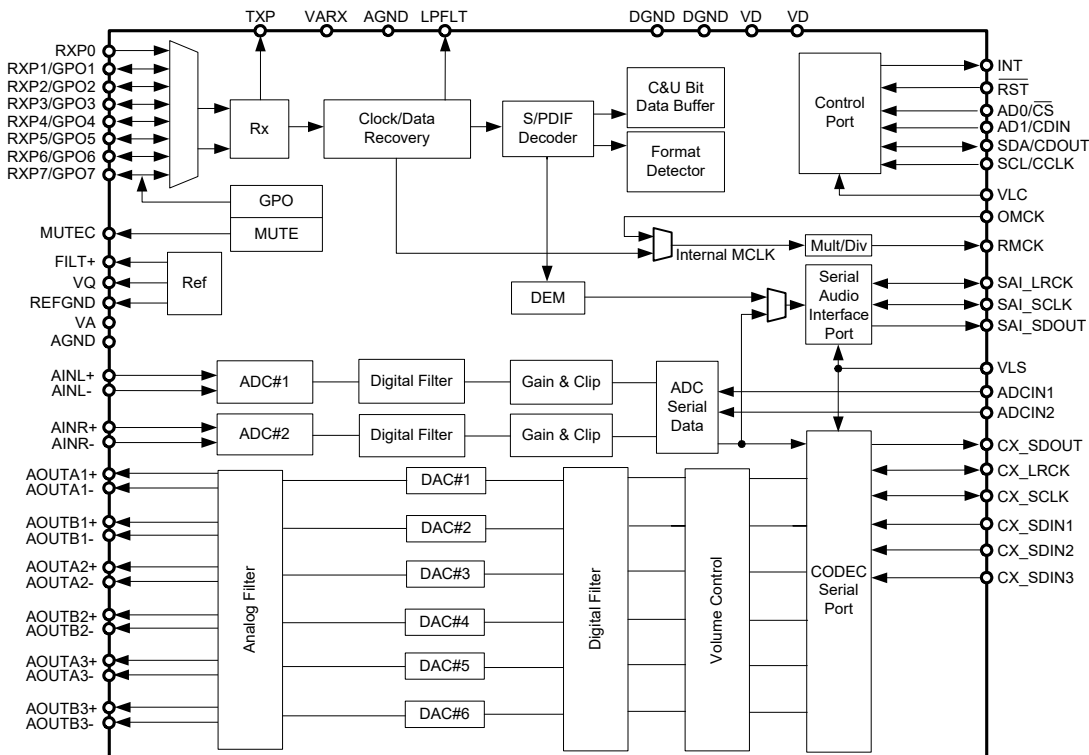 TXP
VARX
AGND
LPFLT
DGND
DGND
VD
VD
RXP0
RXP1/GPO1
RXP2/GPO2
RXP3/GPO3
RXP4/GPO4
RXP5/GPO5
RXP6/GPO6
RXP7/GPO7
MUTEC
FILT+
VQ
REFGND
VA
AGND
AINL+
AINL-
AINR+
AINR-
AOUTA1+
AOUTA1-
AOUTB1+
AOUTB1-
AOUTA2+
AOUTA2-
AOUTB2+
AOUTB2-
AOUTA3+
AOUTA3-
AOUTB3+
AOUTB3-
Rx
Clock/Data
Recovery
S/PDIF
Decoder
C&U Bit
Data Buffer
Format
Detector
Control
Port
GPO
MUTE
Ref
Internal MCLK
Mult/Div
DEM
Serial
Audio
Interface
Port
ADC#1
Digital Filter
Gain & Clip
ADC#2
Digital Filter
Gain & Clip
ADC
Serial
Data
Analog Filter
DAC#1
DAC#2
DAC#3
DAC#4
DAC#5
DAC#6
Digital Filter
Volume Control
CODEC
Serial
Port
INT
RST
AD0/CS
AD1/CDIN
SDA/CDOUT
SCL/CCLK
VLC
OMCK
RMCK
SAI_LRCK
SAI_SCLK
SAI_SDOUT
VLS
ADCIN1
ADCIN2
CX_SDOUT
CX_LRCK
CX_SCLK
CX_SDIN1
CX_SDIN2
CX_SDIN3